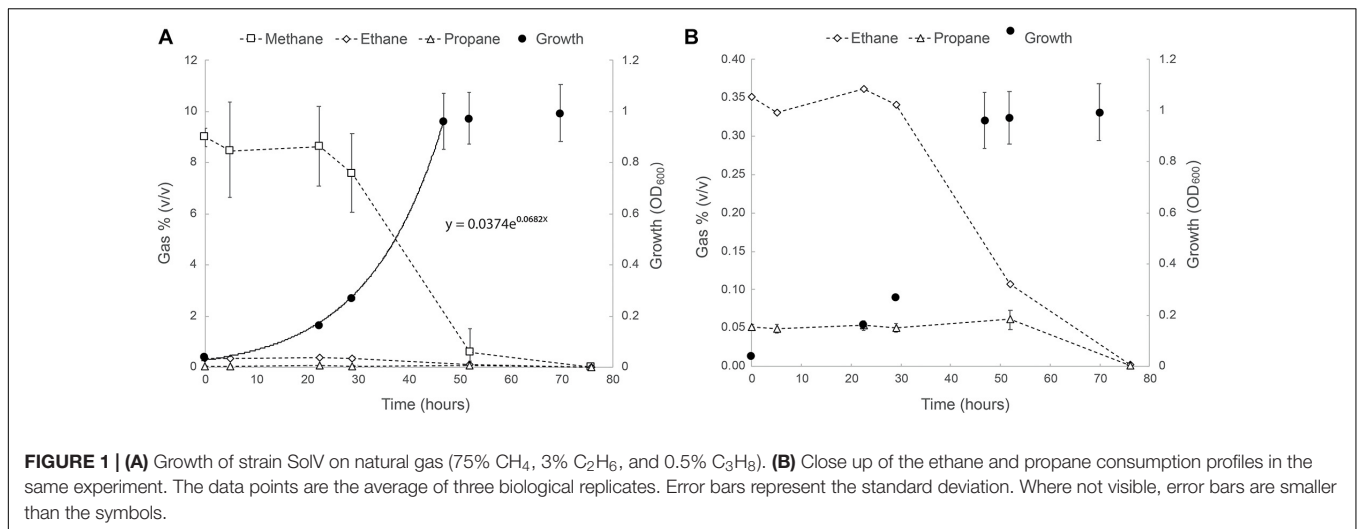 A
Methane Ethane Propane Growth
12
10
8
6
4
2
0
Gas % (v/v)
1.2
1
0.8
0.6
0.4
0.2
0
Growth (OD600)
y = 0.0374e^0.0682x
0 10 20 30 40 50 60 70 80
Time (hours)
B
Ethane Propane Growth
0.40
0.35
0.30
0.25
0.20
0.15
0.10
0.05
0.00
Gas % (v/v)
1.2
1
0.8
0.6
0.4
0.2
0
Growth (OD600)
0 10 20 30 40 50 60 70 80
Time (hours)
FIGURE 1 | (A) Growth of strain SolV on natural gas (75% CH4, 3% C2H6, and 0.5% C3H8). (B) Close up of the ethane and propane consumption profiles in the
same experiment. The data points are the average of three biological replicates. Error bars represent the standard deviation. Where not visible, error bars are smaller
than the symbols.